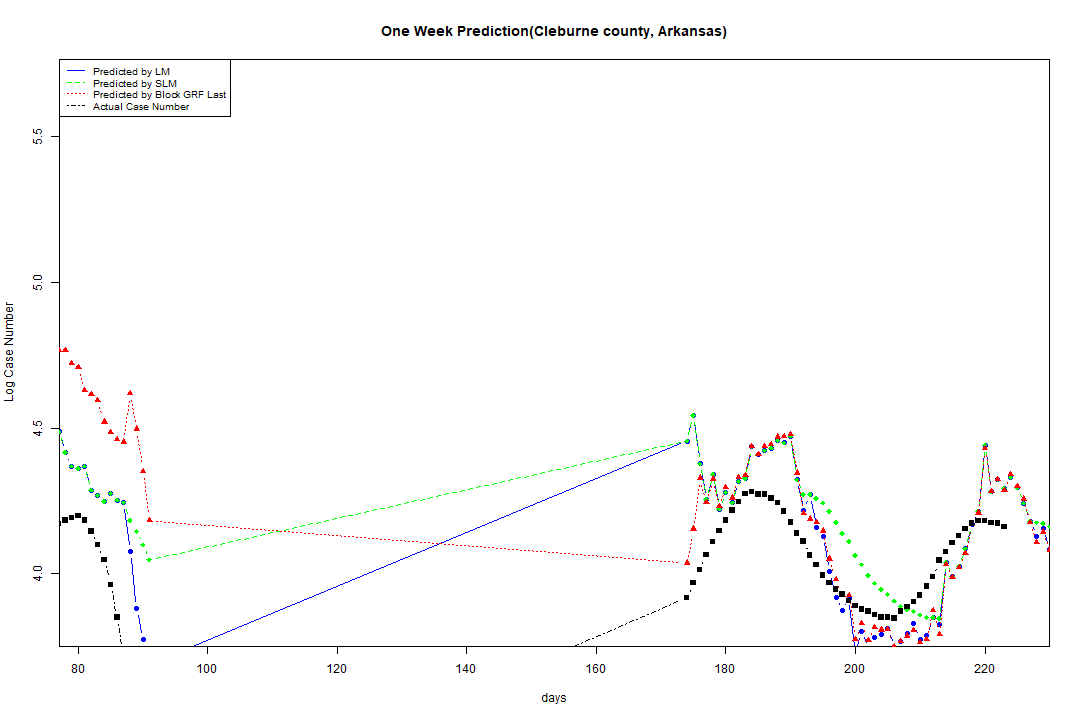 One Week Prediction(Cleburne county, Arkansas)
Predicted by LM
Predicted by SLM
Predicted by Block GRF Last
Actual Case Number
5.5
5.0
4.5
4.0
Log Case Number
80 100 120 140 160 180 200 220
days